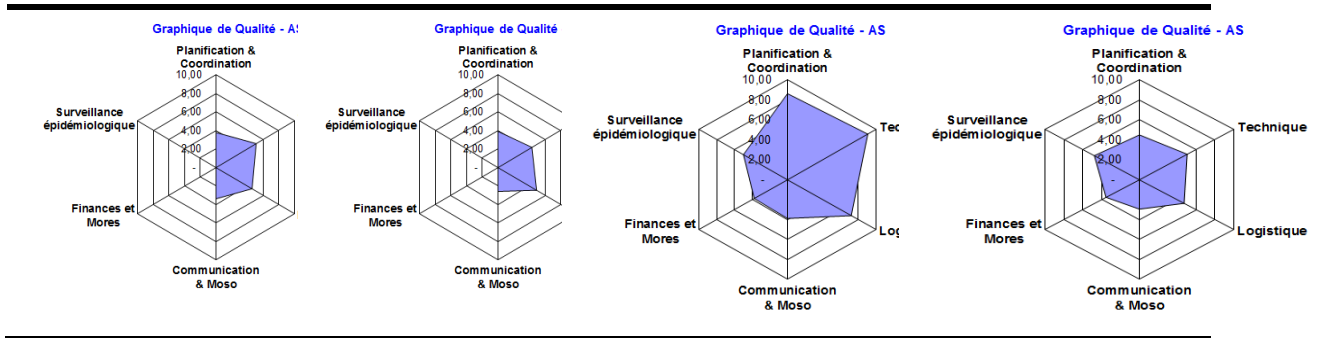 Graphique de Qualité - AS
Planification &
Coordination
10,00
8,00
6,00
4,00
2,00
-
Surveillance
épidémiologique
Finances et
Mores
Communication
& Moso
Graphique de Qualité
Planification &
Coordination
10,00
8,00
6,00
4,00
2,00
-
Surveillance
épidémiologique
Finances et
Mores
Communication
& Moso
Graphique de Qualité - AS
Planification &
Coordination
10,00
8,00
6,00
4,00
2,00
-
Surveillance
épidémiologique
Finances et
Mores
Communication
& Moso
Graphique de Qualité - AS
Planification &
Coordination
10,00
8,00
6,00
4,00
2,00
-
Surveillance
épidémiologique
Technique
Finances et
Mores
Logistique
Communication
& Moso